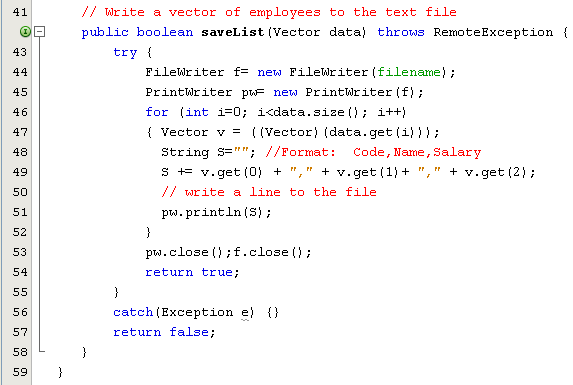 41 // Write a vector of employees to the text file
public boolean saveList(Vector data) throws RemoteException {
43 try {
44 FileWriter f= new FileWriter(filename);
45 PrintWriter pw= new PrintWriter(f);
46 for (int i=0; i<data.size(); i++)
47 { Vector v = ((Vector)(data.get(i)));
48 String S=""; //Format: Code,Name,Salary
49 S += v.get(0) + "," + v.get(1)+ "," + v.get(2);
50 // write a line to the file
51 pw.println(S);
52 }
53 pw.close();f.close();
54 return true;
55 }
56 catch(Exception e) {}
57 return false;
58 }
59 }